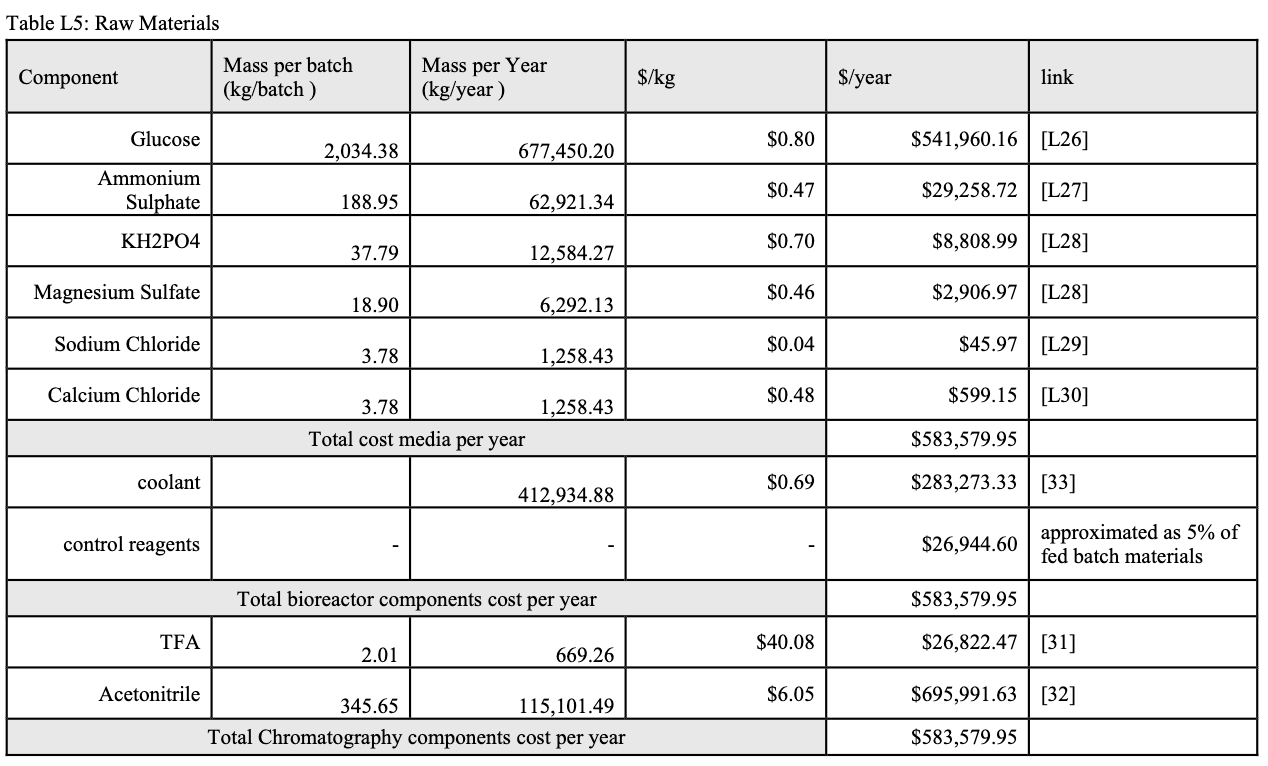 Table L5: Raw Materials
Component Mass per batch (kg/batch ) Mass per Year (kg/year ) $/kg $/year link
Glucose 2,034.38 677,450.20 $0.80 $541,960.16 [L26]
Ammonium Sulphate 188.95 62,921.34 $0.47 $29,258.72 [L27]
KH2PO4 37.79 12,584.27 $0.70 $8,808.99 [L28]
Magnesium Sulfate 18.90 6,292.13 $0.46 $2,906.97 [L28]
Sodium Chloride 3.78 1,258.43 $0.04 $45.97 [L29]
Calcium Chloride 3.78 1,258.43 $0.48 $599.15 [L30]
Total cost media per year $583,579.95
coolant 412,934.88 $0.69 $283,273.33 [33]
control reagents - - - $26,944.60 approximated as 5% of fed batch materials
Total bioreactor components cost per year $583,579.95
TFA 2.01 669.26 $40.08 $26,822.47 [31]
Acetonitrile 345.65 115,101.49 $6.05 $695,991.63 [32]
Total Chromatography components cost per year $583,579.95